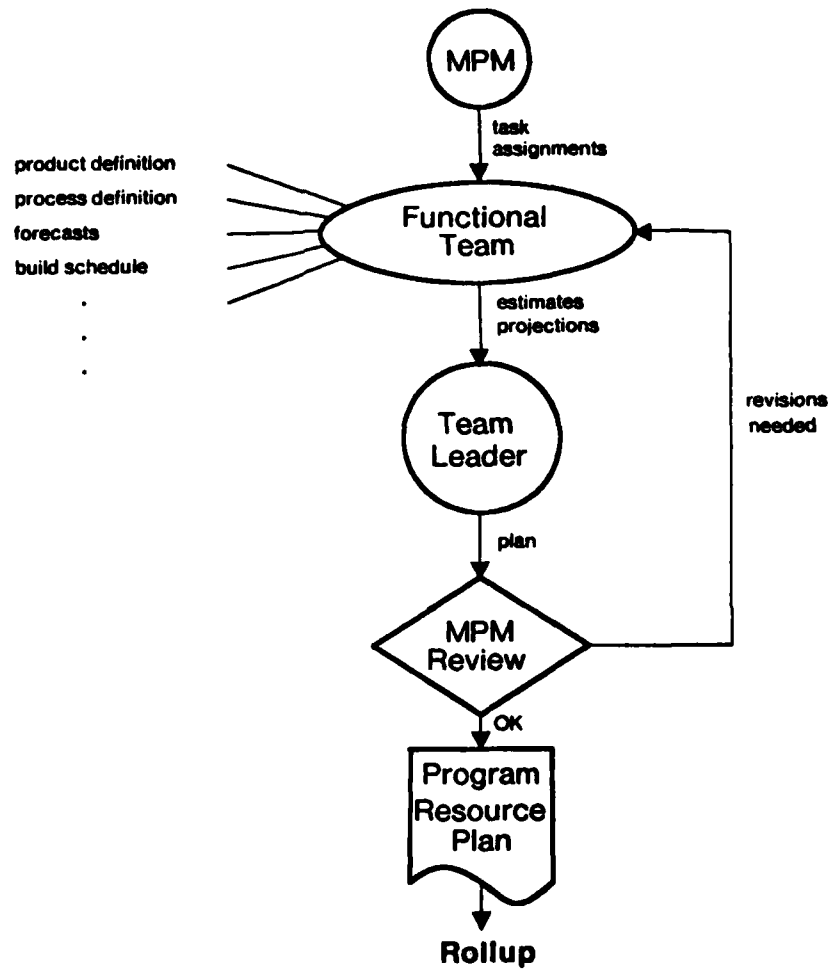 MPM
task
assignments
product definition
process definition
forecasts
build schedule
.
.
.
Functional
Team
estimates
projections
Team
Leader
revisions
needed
plan
MPM
Review
OK
Program
Resource
Plan
Rollup